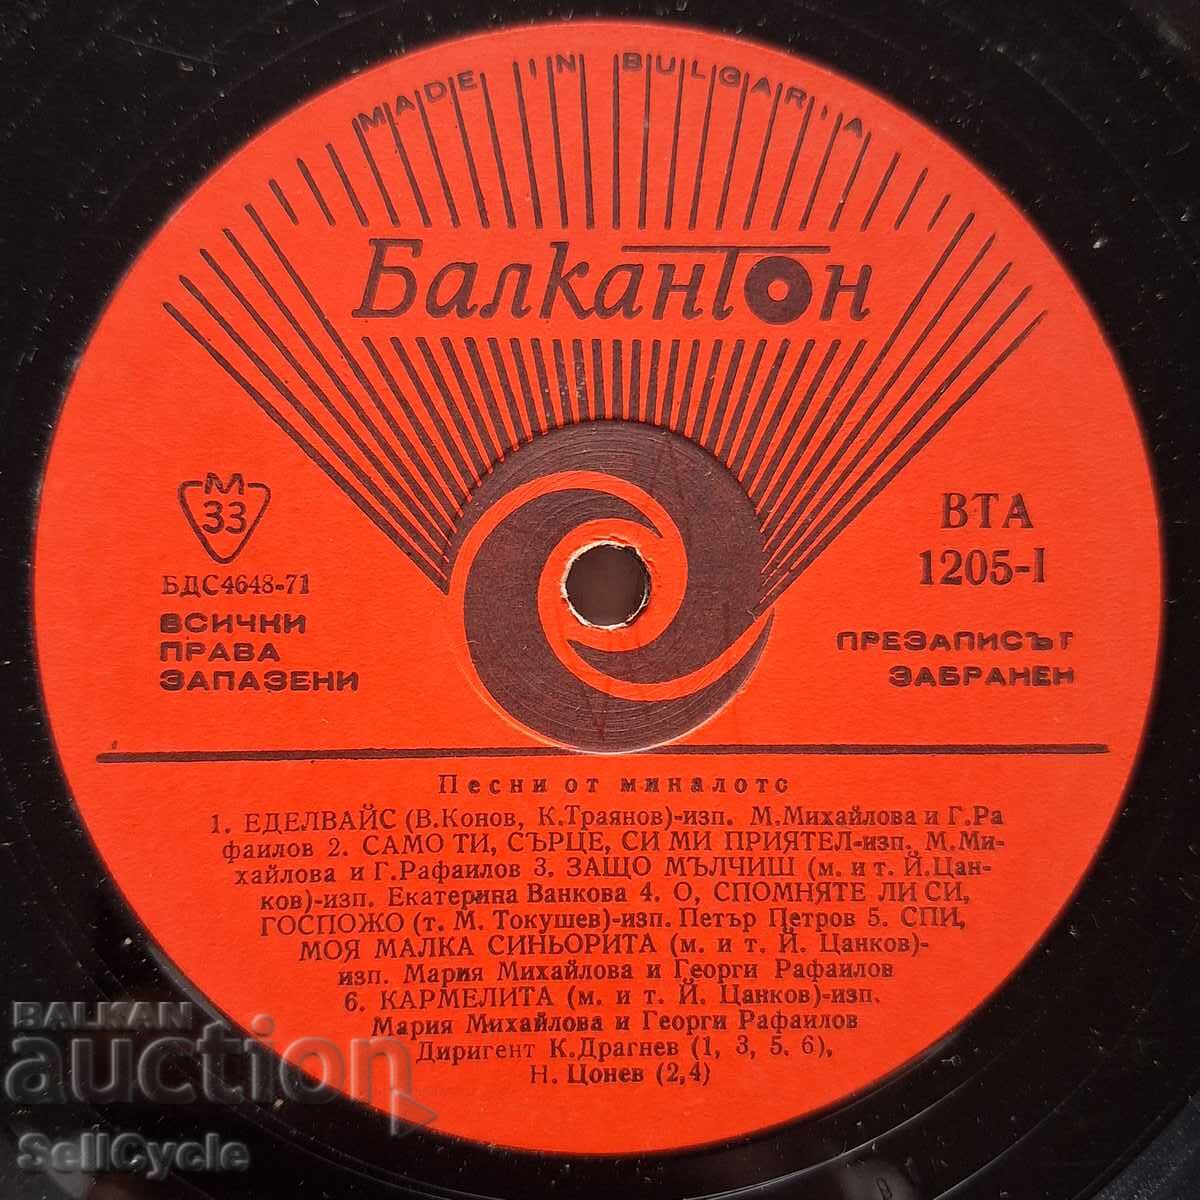 MADE IN BULGARIA
Балкантон
М
33
БДС4648-71
ВСИЧКИ
ПРАВА
ЗАПАЗЕНИ
ВТА
1205-I
ПРЕЗАПИСЪТ
ЗАБРАНЕН
Песни от миналотс
1. ЕДЕЛВАЙС (В. Конов, К. Траянов)-изп. М. Михайлова и Г. Ра
фаилов 2. САМО ТИ, СЪРЦЕ, СИ МИ ПРИЯТЕЛ-изп. М. Ми-
хайлова и Г. Рафаилов 3. ЗАЩО МЪЛЧИШ (м. и т. Й. Цан-
ков)-изп. Екатерина Ванкова 4. О, СПОМНЯТЕ ЛИ СИ,
ГОСПОЖО (т. М. Токушев)-изп. Петър Петров 5. СПИ,
МОЯ МАЛКА СИНЬОРИТА (м. и т. Й. Цанков)-
изп. Мария Михайлова и Георги Рафаилов
6. КАРМЕЛИТА (м. и т. Й. Цанков)-изп.
Мария Михайлова и Георги Рафаилов
Диригент К. Драгнев (1, 3, 5. 6),
Н. Цонев (2,4)
BALKAN
auction
SellCycle